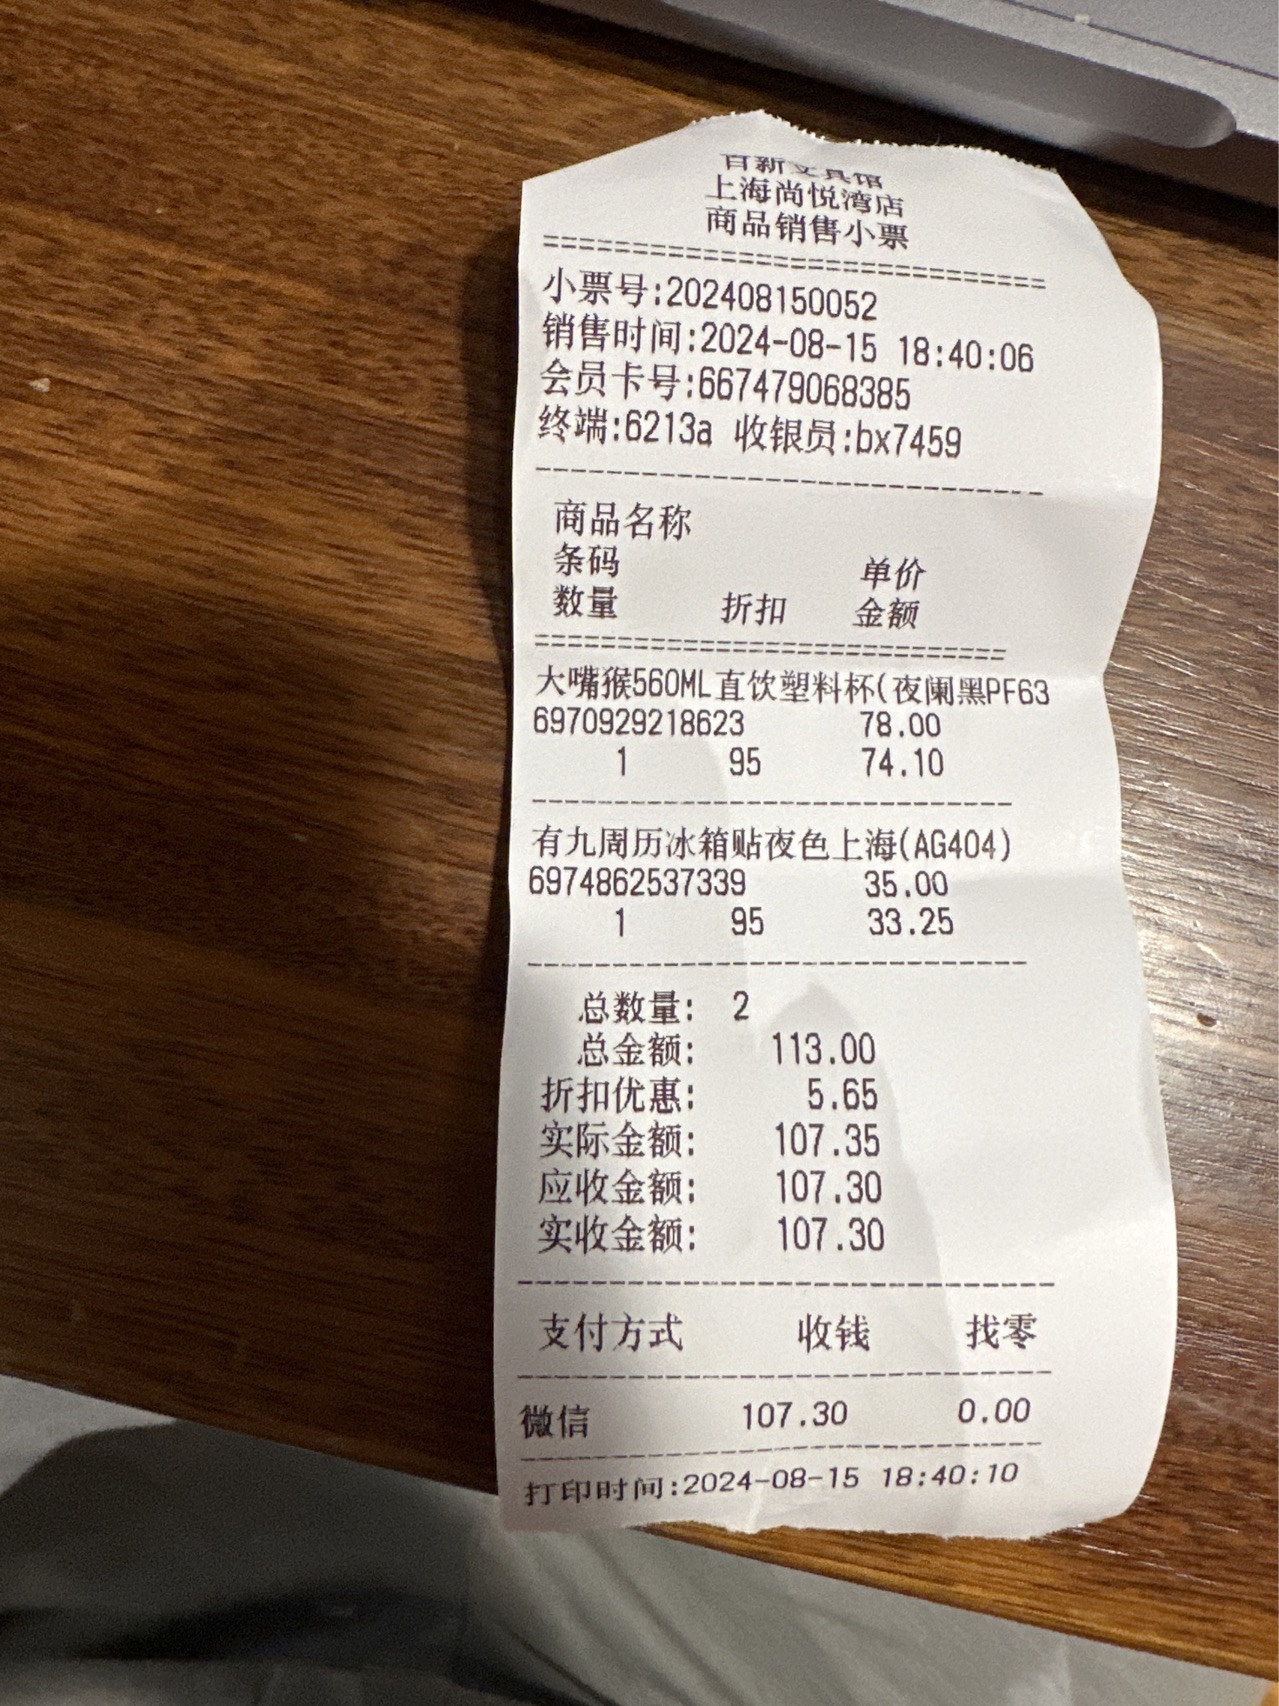 百新文具馆
上海尚悦湾店
商品销售小票
==============================
小票号:202408150052
销售时间:2024-08-15 18:40:06
会员卡号:667479068385
终端:6213a 收银员:bx7459
------------------------------
商品名称
条码 单价
数量 折扣 金额
==============================
大嘴猴560ML直饮塑料杯(夜阑黑PF63
6970929218623 78.00
1 95 74.10
------------------------------
有九周历冰箱贴夜色上海(AG404)
6974862537339 35.00
1 95 33.25
------------------------------
总数量: 2
总金额: 113.00
折扣优惠: 5.65
实际金额: 107.35
应收金额: 107.30
实收金额: 107.30
------------------------------
支付方式 收钱 找零
------------------------------
微信 107.30 0.00
------------------------------
打印时间:2024-08-15 18:40:10